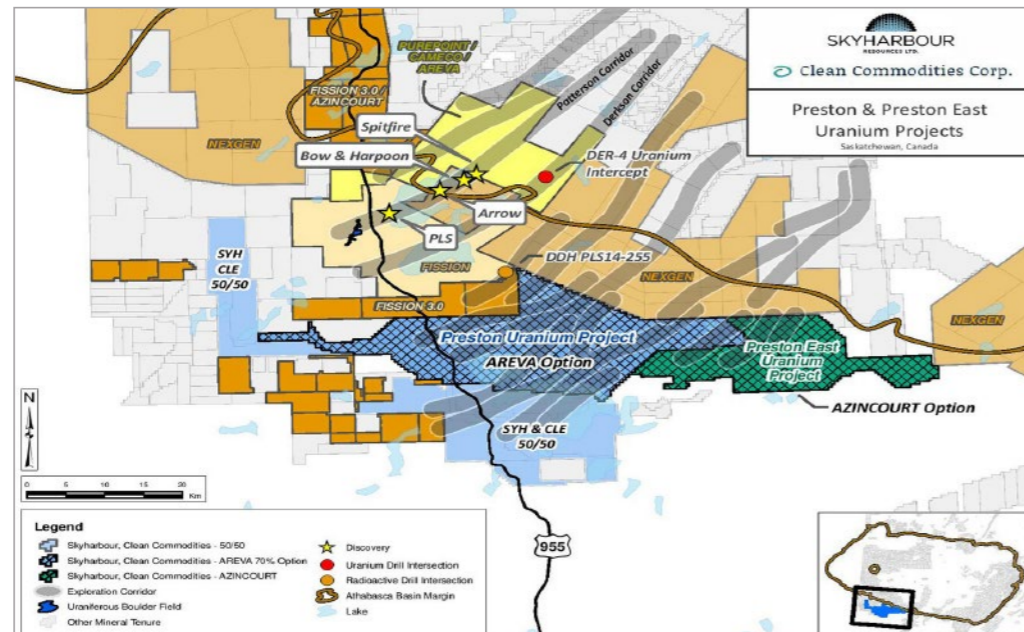 SKYHARBOUR
RESOURCES LTD.
Clean Commodities Corp.
Preston & Preston East
Uranium Projects
Saskatchewan, Canada
PUREPOINT /
CAMECO /
AREVA
Patterson Corridor
Derkson Corridor
FISSION 3.0 /
AZINCOURT
NEXGEN
Spitfire
Bow & Harpoon
DER-4 Uranium
Intercept
Arrow
PLS
SYH
CLE
50/50
FISSION
DDH PLS14-255
NEXGEN
FISSION 3.0
NEXGEN
Preston Uranium Project
AREVA Option
Preston East
Uranium
Project
AZINCOURT Option
SYH & CLE
50/50
N
0 5 10 15 20
Km
955
Legend
Skyharbour, Clean Commodities - 50/50
Skyharbour, Clean Commodities - AREVA 70% Option
Skyharbour, Clean Commodities - AZINCOURT
Exploration Corridor
Uraniferous Boulder Field
Other Mineral Tenure
Discovery
Uranium Drill Intersection
Radioactive Drill Intersection
Athabasca Basin Margin
Lake